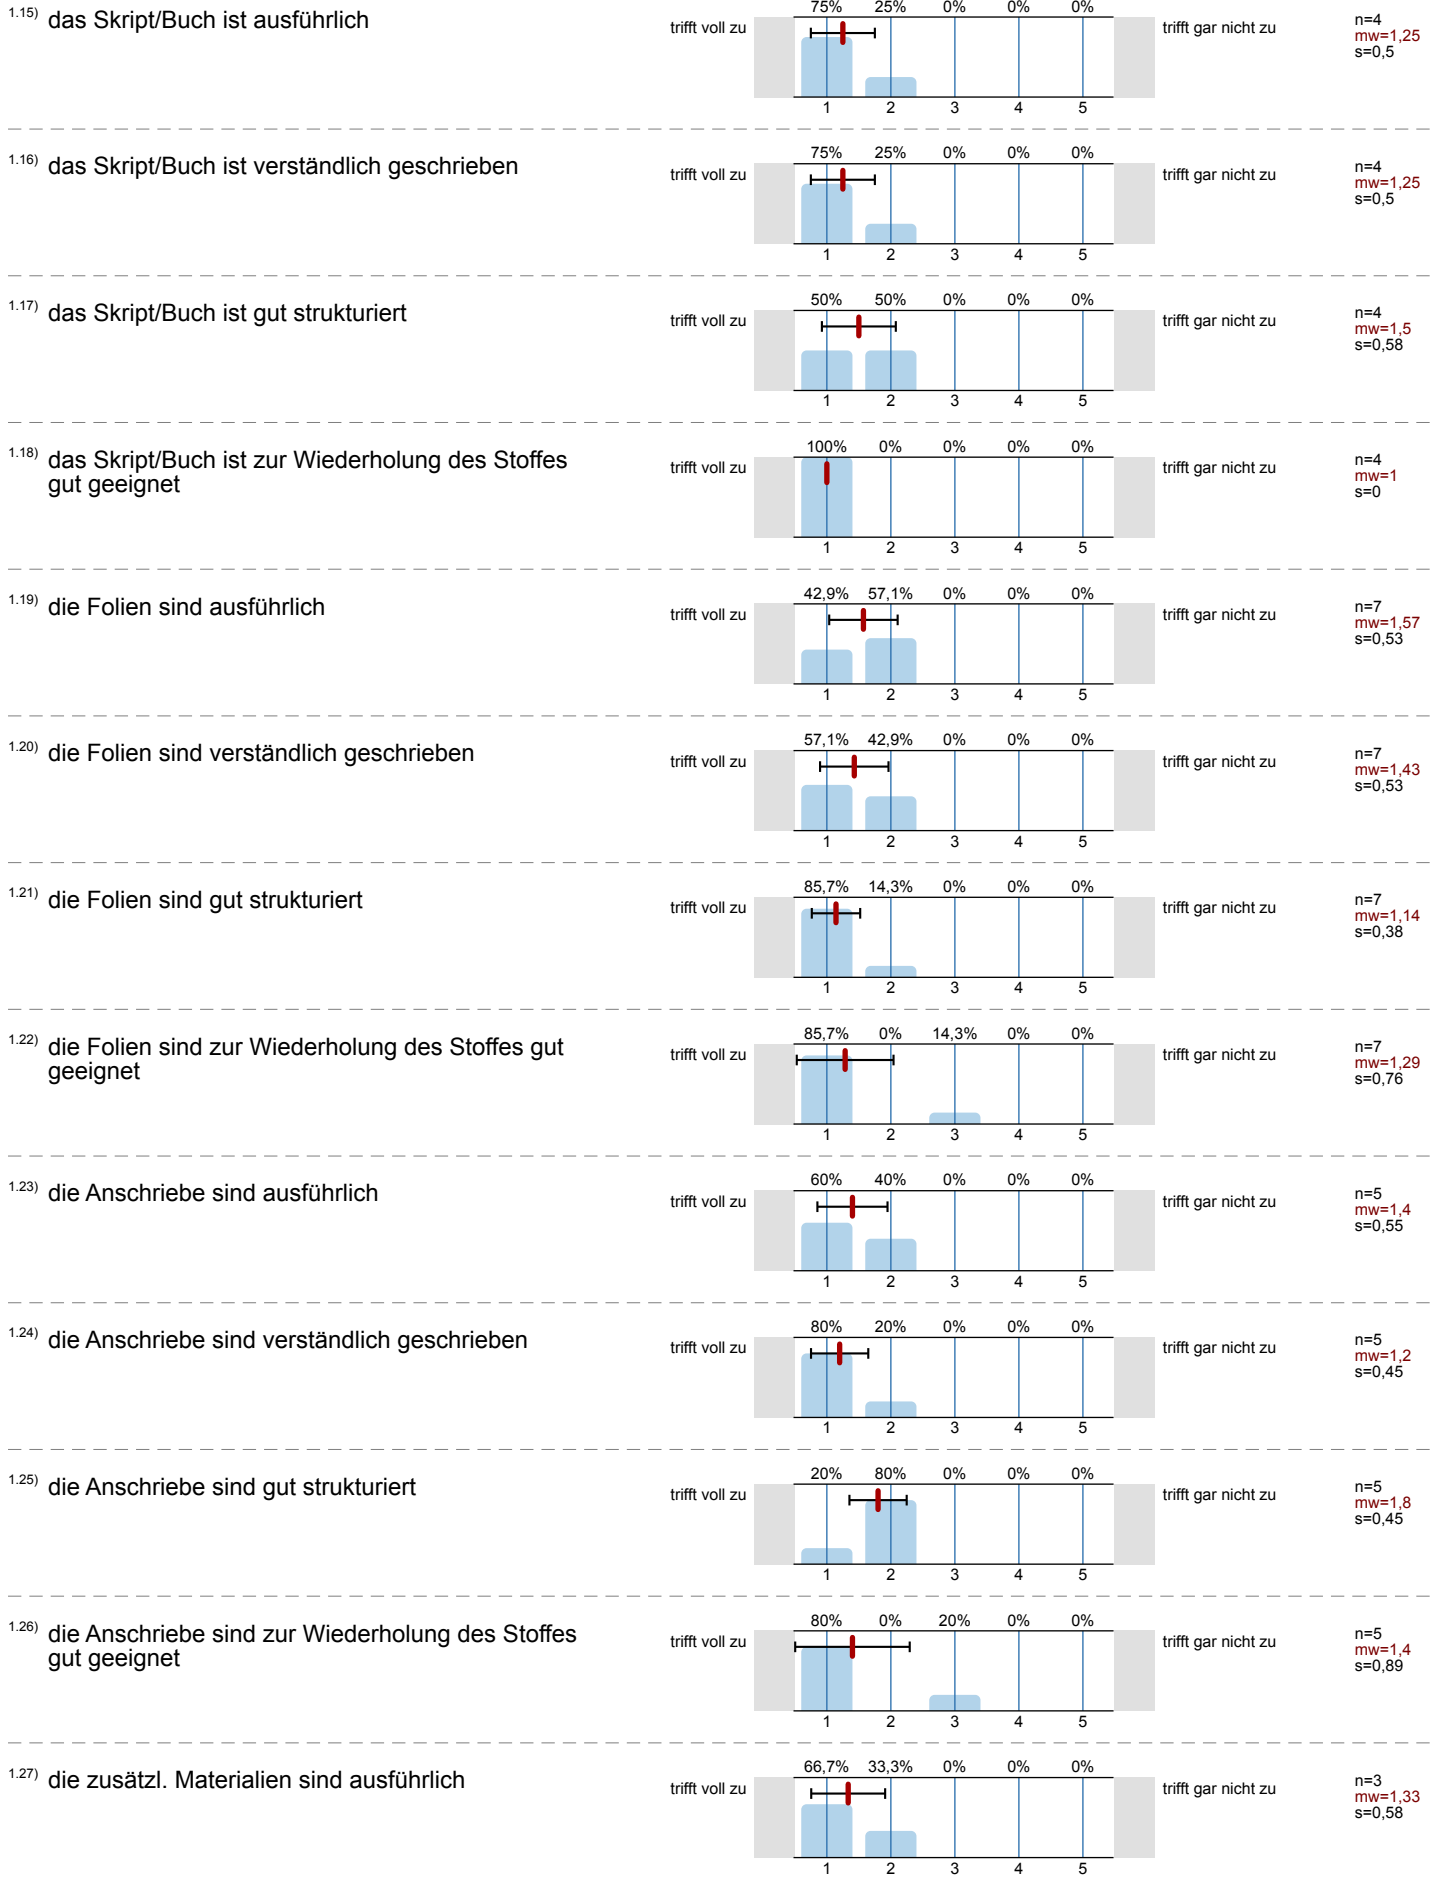 1.15) das Skript/Buch ist ausführlich
75% 25% 0% 0% 0%
trifft voll zu trifft gar nicht zu
n=4
mw=1,25
s=0,5
1 2 3 4 5
1.16) das Skript/Buch ist verständlich geschrieben
75% 25% 0% 0% 0%
trifft voll zu trifft gar nicht zu
n=4
mw=1,25
s=0,5
1 2 3 4 5
1.17) das Skript/Buch ist gut strukturiert
50% 50% 0% 0% 0%
trifft voll zu trifft gar nicht zu
n=4
mw=1,5
s=0,58
1 2 3 4 5
1.18) das Skript/Buch ist zur Wiederholung des Stoffes
gut geeignet
100% 0% 0% 0% 0%
trifft voll zu trifft gar nicht zu
n=4
mw=1
s=0
1 2 3 4 5
1.19) die Folien sind ausführlich
42,9% 57,1% 0% 0% 0%
trifft voll zu trifft gar nicht zu
n=7
mw=1,57
s=0,53
1 2 3 4 5
1.20) die Folien sind verständlich geschrieben
57,1% 42,9% 0% 0% 0%
trifft voll zu trifft gar nicht zu
n=7
mw=1,43
s=0,53
1 2 3 4 5
1.21) die Folien sind gut strukturiert
85,7% 14,3% 0% 0% 0%
trifft voll zu trifft gar nicht zu
n=7
mw=1,14
s=0,38
1 2 3 4 5
1.22) die Folien sind zur Wiederholung des Stoffes gut
geeignet
85,7% 0% 14,3% 0% 0%
trifft voll zu trifft gar nicht zu
n=7
mw=1,29
s=0,76
1 2 3 4 5
1.23) die Anschriebe sind ausführlich
60% 40% 0% 0% 0%
trifft voll zu trifft gar nicht zu
n=5
mw=1,4
s=0,55
1 2 3 4 5
1.24) die Anschriebe sind verständlich geschrieben
80% 20% 0% 0% 0%
trifft voll zu trifft gar nicht zu
n=5
mw=1,2
s=0,45
1 2 3 4 5
1.25) die Anschriebe sind gut strukturiert
20% 80% 0% 0% 0%
trifft voll zu trifft gar nicht zu
n=5
mw=1,8
s=0,45
1 2 3 4 5
1.26) die Anschriebe sind zur Wiederholung des Stoffes
gut geeignet
80% 0% 20% 0% 0%
trifft voll zu trifft gar nicht zu
n=5
mw=1,4
s=0,89
1 2 3 4 5
1.27) die zusätzl. Materialien sind ausführlich
66,7% 33,3% 0% 0% 0%
trifft voll zu trifft gar nicht zu
n=3
mw=1,33
s=0,58
1 2 3 4 5